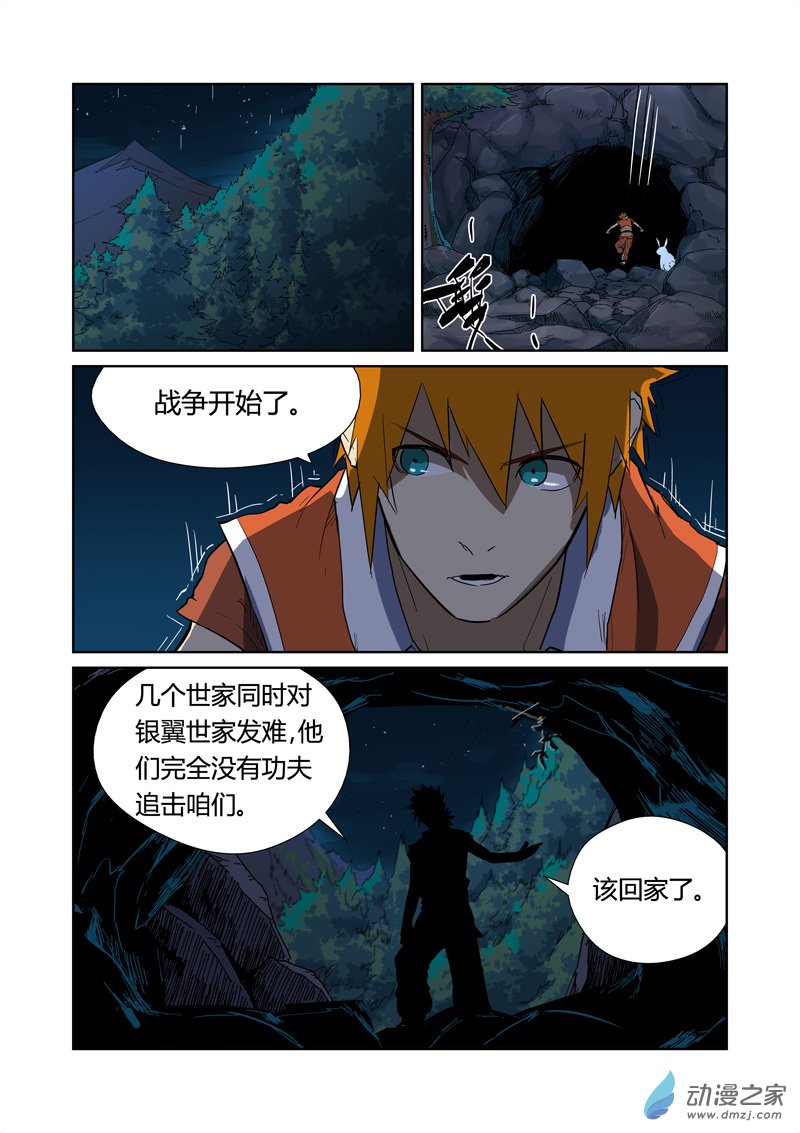 战争开始了。
几个世家同时对
银翼世家发难，他
们完全没有功夫
追击咱们。
该回家了。
动漫之家
www.dmzj.com